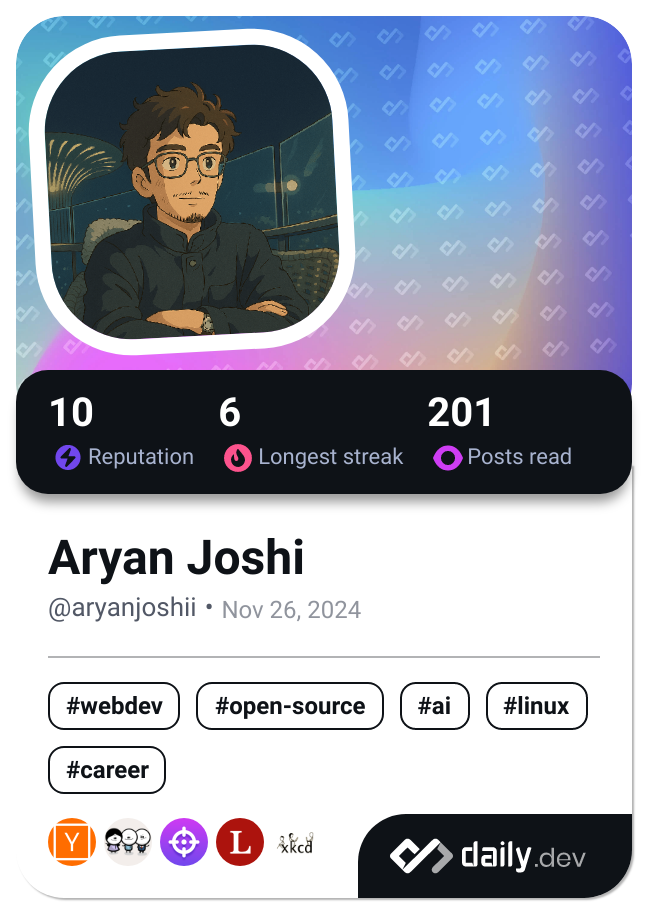 10 6 201
Reputation Longest streak Posts read
Aryan Joshi
@aryanjoshii • Nov 26, 2024
#webdev #open-source #ai #linux
#career
Y L xkcd
daily.dev